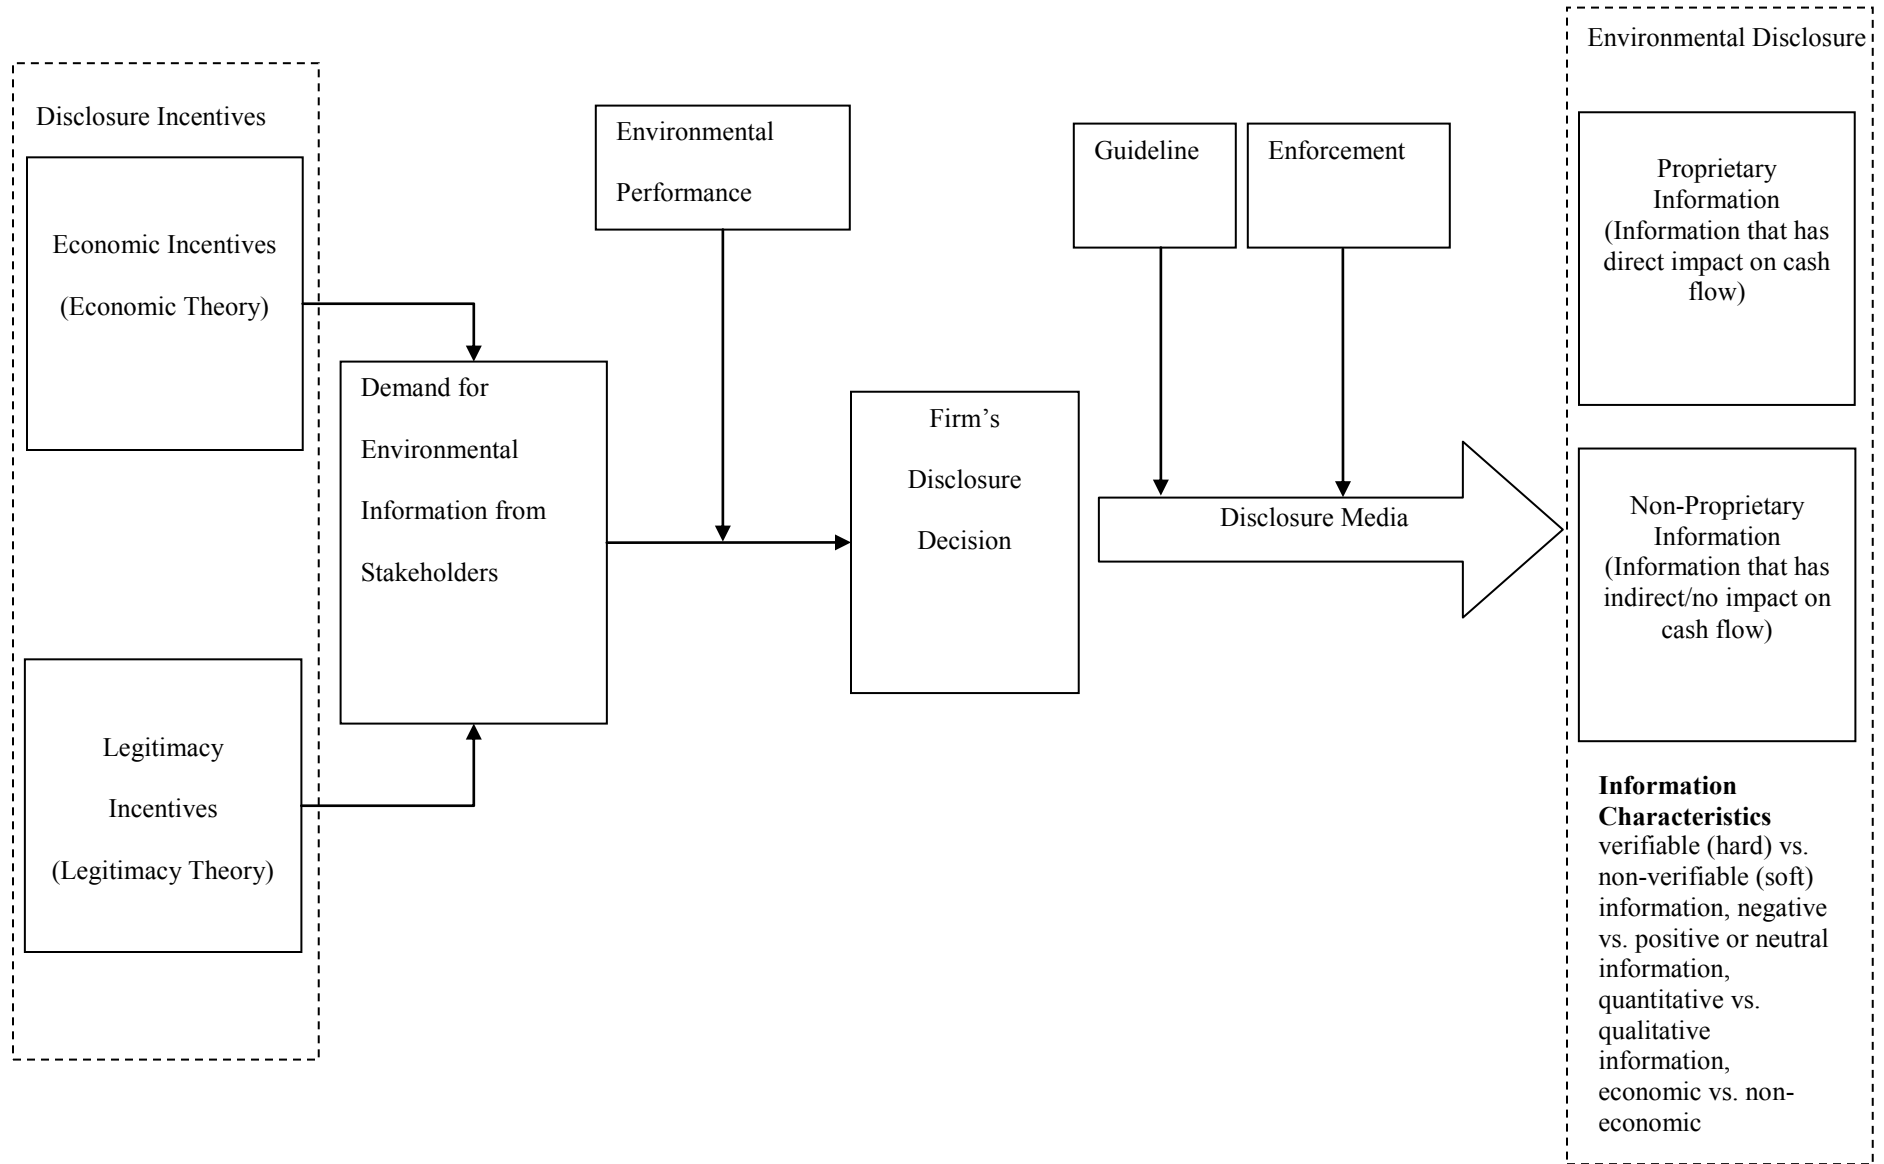 Disclosure Incentives
Economic Incentives
(Economic Theory)
Legitimacy
Incentives
(Legitimacy Theory)
Demand for
Environmental
Information from
Stakeholders
Environmental
Performance
Firm’s
Disclosure
Decision
Guideline
Enforcement
Disclosure Media
Environmental Disclosure
Proprietary
Information
(Information that has
direct impact on cash
flow)
Non-Proprietary
Information
(Information that has
indirect/no impact on
cash flow)
Information
Characteristics
verifiable (hard) vs.
non-verifiable (soft)
information, negative
vs. positive or neutral
information,
quantitative vs.
qualitative
information,
economic vs. non-
economic